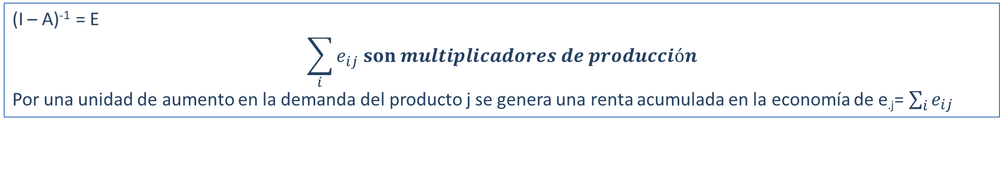 (I – A)⁻¹ = E
∑ᵢ eᵢⱼ son multiplicadores de producción
Por una unidad de aumento en la demanda del producto j se genera una renta acumulada en la economía de e.ⱼ= ∑ᵢ eᵢⱼ